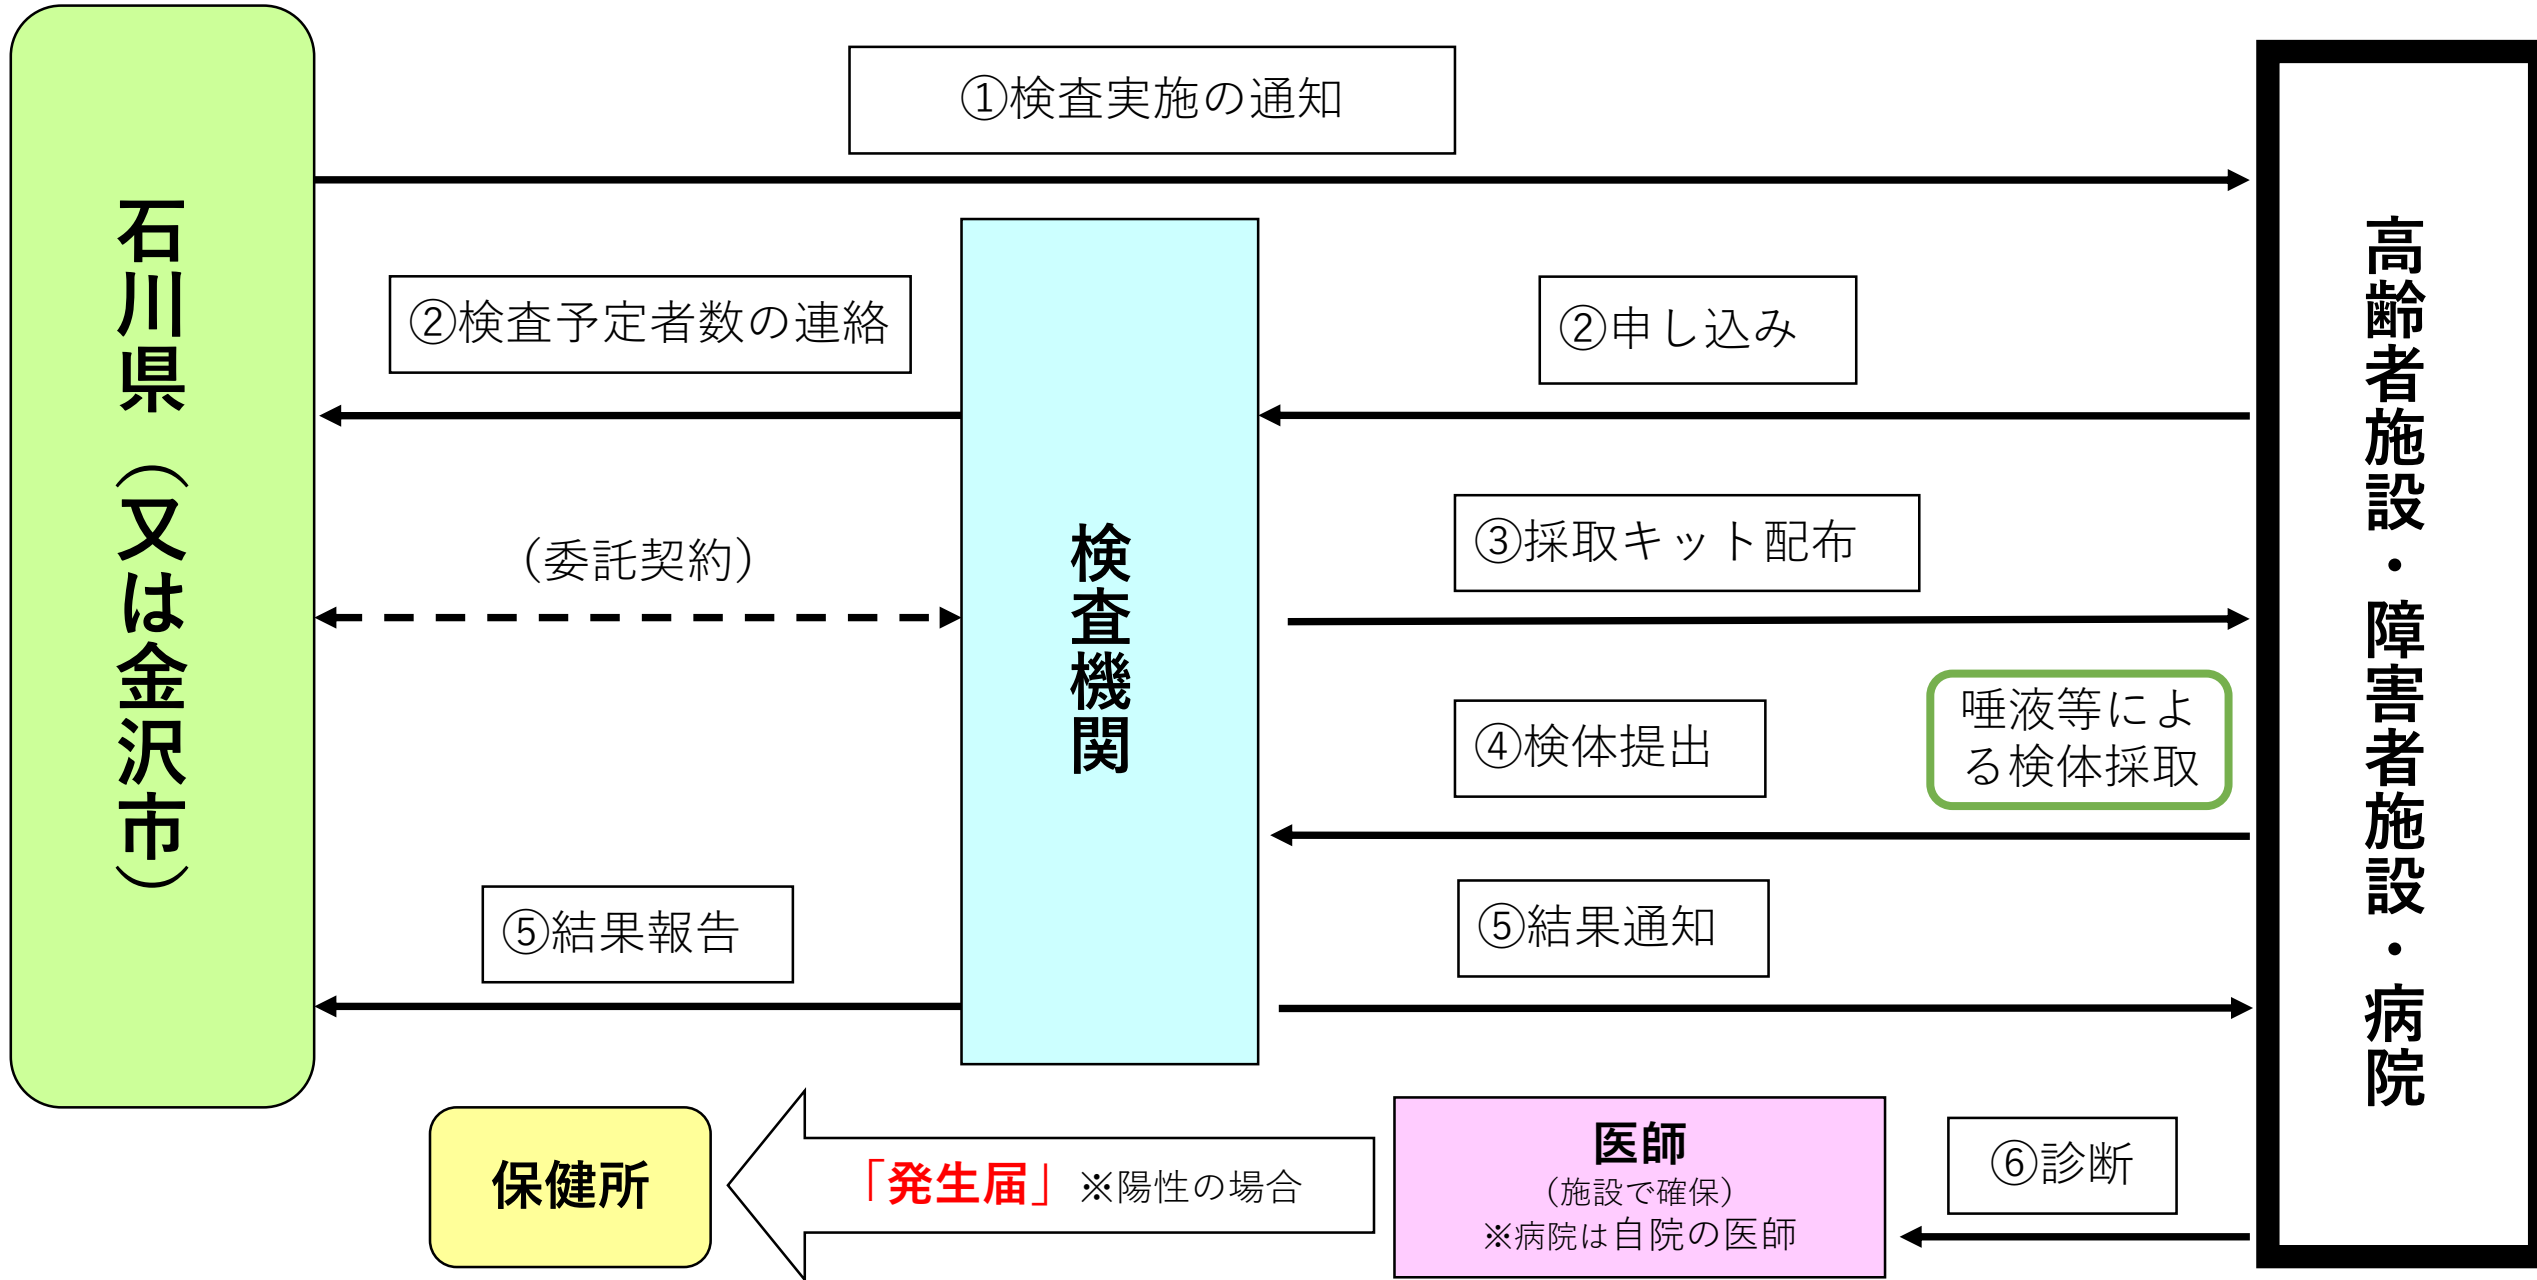 ①検査実施の通知
石川県（又は金沢市）
②検査予定者数の連絡
②申し込み
高齢者施設・障害者施設・病院
検査機関
（委託契約）
③採取キット配布
④検体提出
唾液等によ
る検体採取
⑤結果報告
⑤結果通知
保健所
「発生届」※陽性の場合
医師
（施設で確保）
※病院は自院の医師
⑥診断